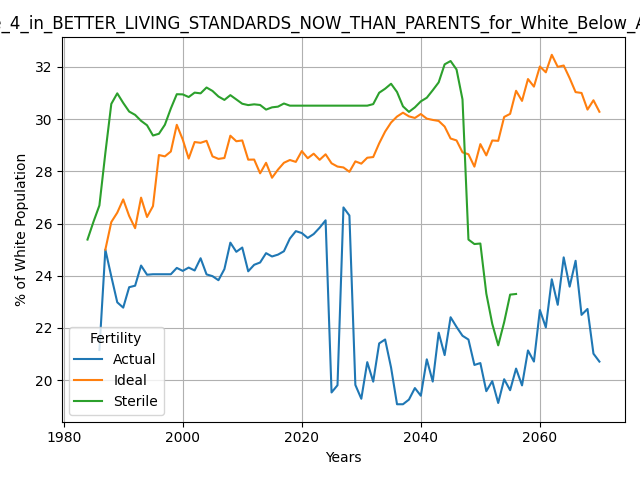 _4_in_BETTER_LIVING_STANDARDS_NOW_THAN_PARENTS_for_White_Below_A
% of White Population
32
30
28
26
24
22
20
Fertility
Actual
Ideal
Sterile
1980
2000
2020
2040
2060
Years